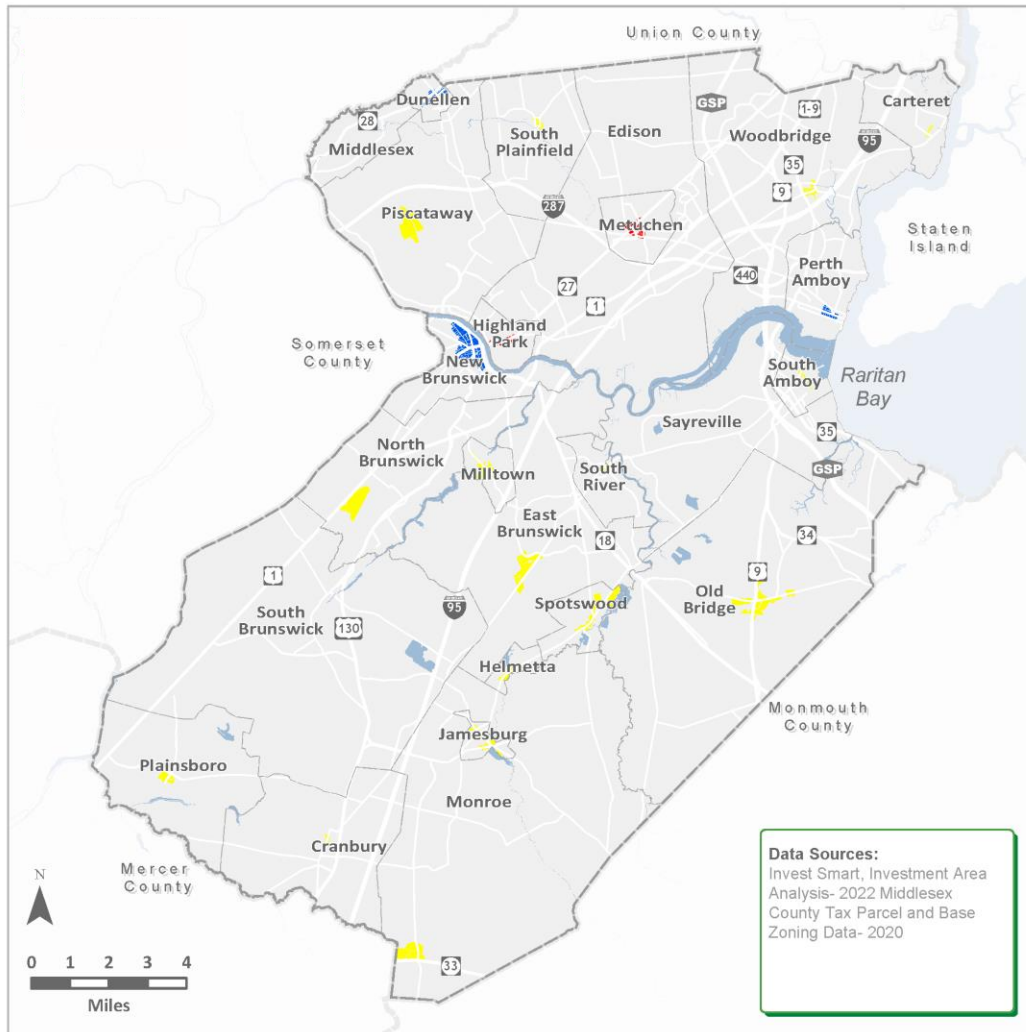 Union County
Dunellen
GSP
1-9
Carteret
28
Middlesex
South
Plainfield
Edison
Woodbridge
95
35
9
287
Piscataway
Metuchen
Staten
Island
440
Perth
Amboy
27
1
Highland
Park
Somerset
County
New
Brunswick
South
Amboy
Raritan
Bay
Sayreville
35
GSP
North
Brunswick
Milltown
South
River
East
Brunswick
18
34
9
1
95
Old
Bridge
South
Brunswick
130
Spotswood
Helmetta
Monmouth
County
Jamesburg
Plainsboro
Monroe
Cranbury
Mercer
County
N
0 1 2 3 4
Miles
33
Data Sources:
Invest Smart, Investment Area
Analysis- 2022 Middlesex
County Tax Parcel and Base
Zoning Data- 2020